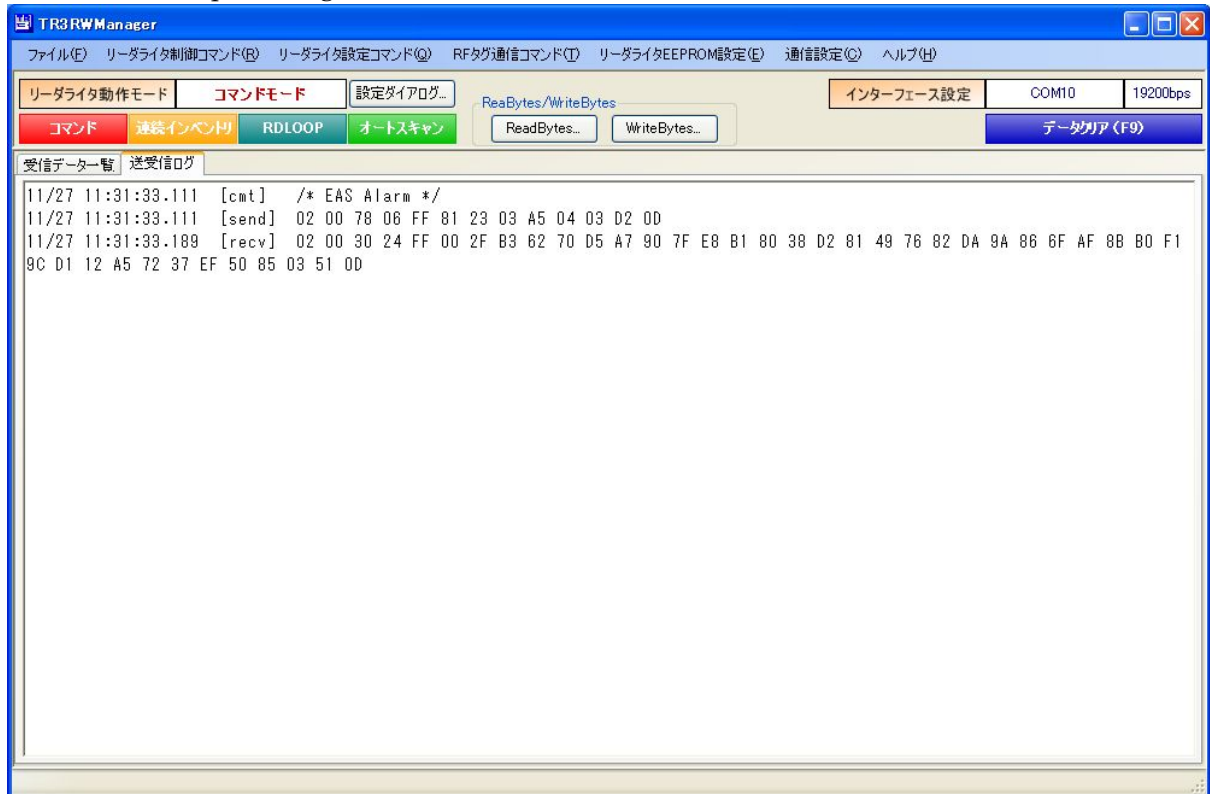 TR3RWManager
ファイル(F) リーダライタ制御コマンド(R) リーダライタ設定コマンド(Q) RFタグ通信コマンド(T) リーダライタEEPROM設定(E) 通信設定(C) ヘルプ(H)
リーダライタ動作モード コマンドモード 設定ダイアログ... ReaBytes/WriteBytes インターフェース設定 COM10 19200bps
コマンド 連続インベントリ RDLOOP オートスキャン ReadBytes... WriteBytes... データクリア(F9)
受信データ一覧 送受信ログ
11/27 11:31:33.111 [cmt] /* EAS Alarm */
11/27 11:31:33.111 [send] 02 00 78 06 FF 81 23 03 A5 04 03 D2 0D
11/27 11:31:33.189 [recv] 02 00 30 24 FF 00 2F B3 62 70 D5 A7 90 7F E8 B1 80 38 D2 81 49 76 82 DA 9A 86 6F AF 8B B0 F1
9C D1 12 A5 72 37 EF 50 85 03 51 0D